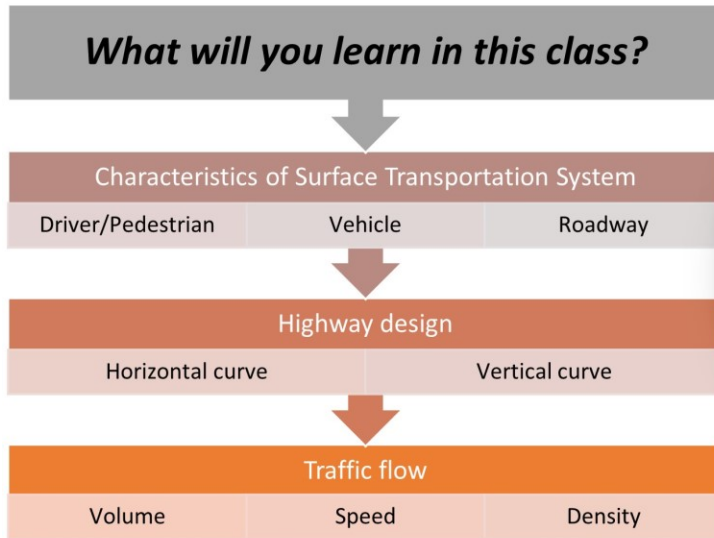 What will you learn in this class?
Characteristics of Surface Transportation System
Driver/Pedestrian Vehicle Roadway
Highway design
Horizontal curve Vertical curve
Traffic flow
Volume Speed Density